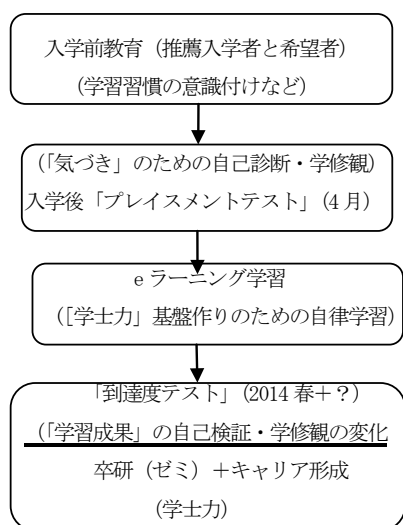 入学前教育（推薦入学者と希望者）
(学習習慣の意識付けなど)
(「気づき」のための自己診断・学修観)
入学後「プレイスメントテスト」(4 月)
e ラーニング学習
（［学士力」基盤作りのための自律学習）
「到達度テスト」(2014 春＋？)
(「学習成果」の自己検証・学修観の変化
卒研（ゼミ）＋キャリア形成
(学士力)